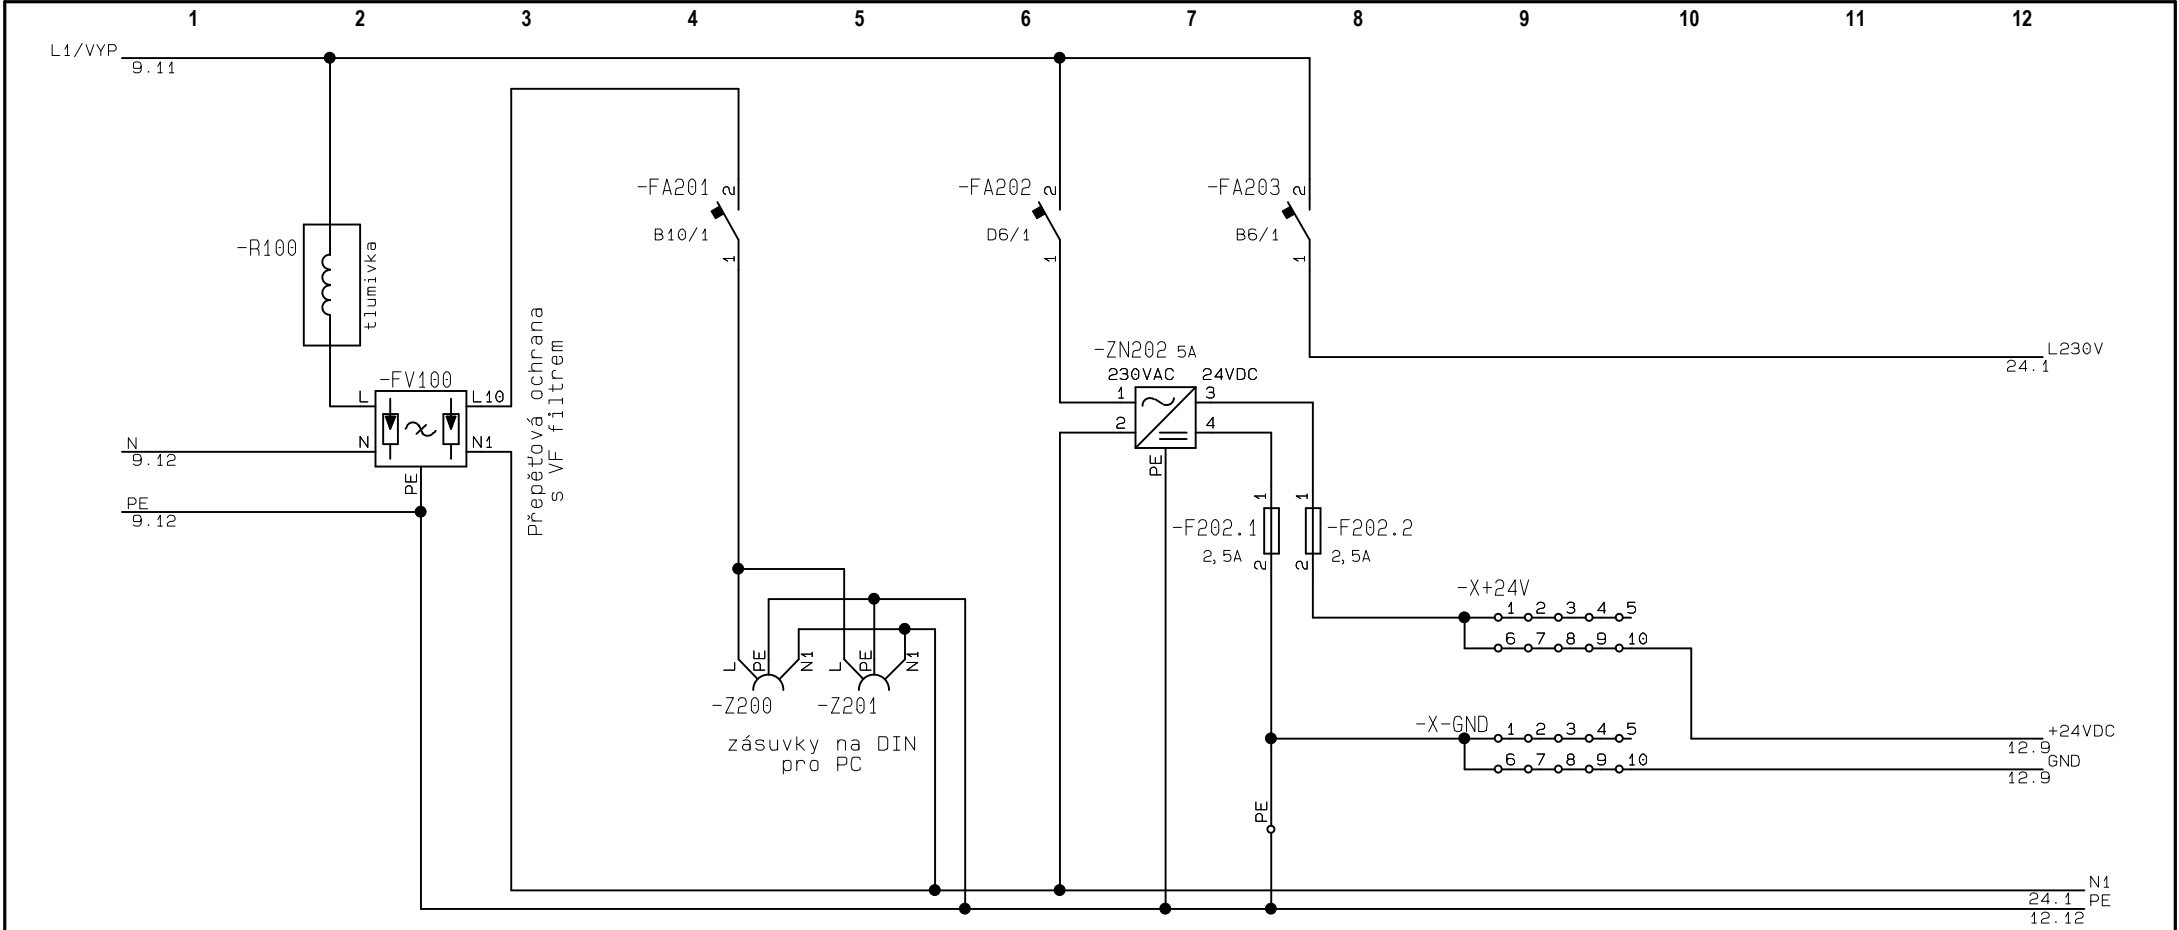 1 2 3 4 5 6 7 8 9 10 11 12
L1/VYP
9.11
-FA201 2
B10/1
1
-FA202 2
D6/1
1
-FA203 2
B6/1
1
-R100
tlumivka
Přepěťová ochrana
s VF filtrem
-ZN202 5A
230VAC 24VDC
1 3
2 4
PE
L230V
24.1
-FV100
L L10
N N1
PE
N
9.12
PE
9.12
1 1
-F202.1 -F202.2
2,5A 2,5A
2 2
-X+24V
1 2 3 4 5
6 7 8 9 10
L PE N1 L PE N1
-Z200 -Z201
zásuvky na DIN
pro PC
-X-GND
1 2 3 4 5
6 7 8 9 10
+24VDC
12.9
GND
12.9
PE
N1
24.1
PE
12.12